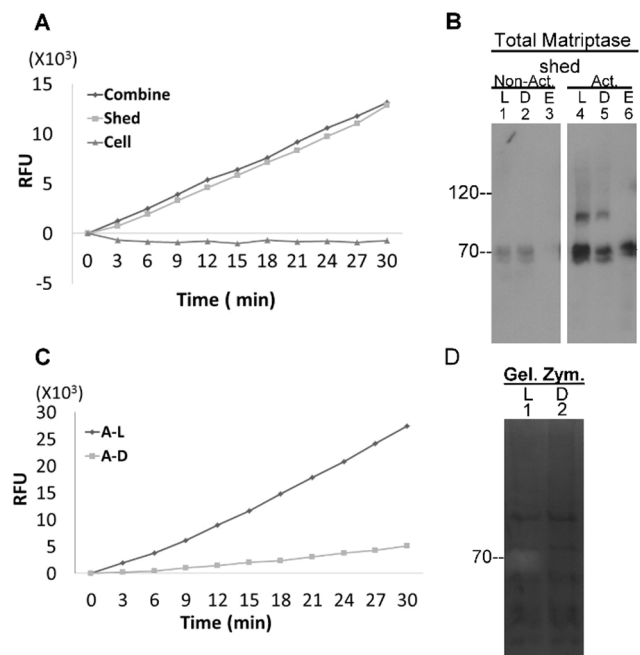 A
(X10³)
15
10
5
0
-5
RFU
Combine
Shed
Cell
0 3 6 9 12 15 18 21 24 27 30
Time ( min)
B
Total Matriptase
shed
Non-Act. Act.
L D E L D E
1 2 3 4 5 6
120--
70--
C
(X10³)
30
25
20
15
10
5
0
RFU
A-L
A-D
0 3 6 9 12 15 18 21 24 27 30
Time (min)
D
Gel. Zym.
L D
1 2
70--